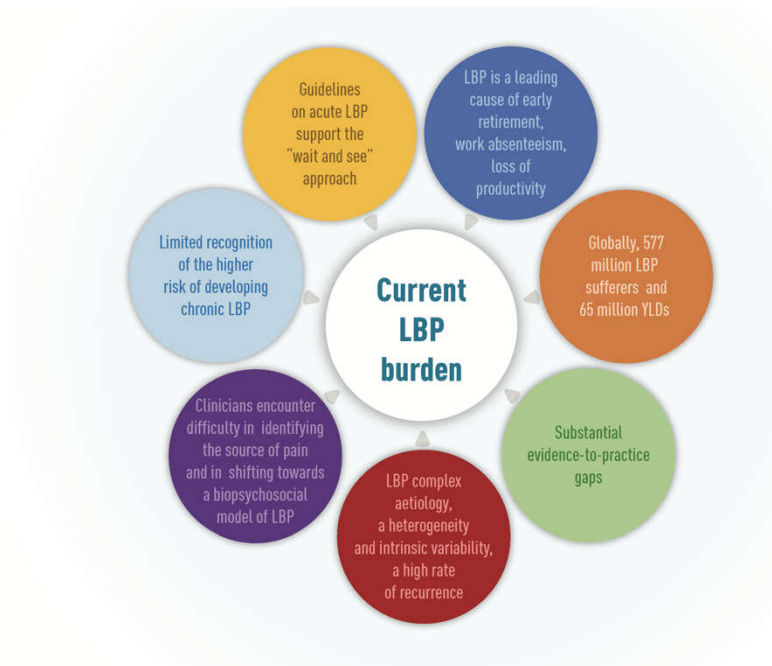 Guidelines
on acute LBP
support the
"wait and see"
approach
LBP is a leading
cause of early
retirement,
work absenteeism,
loss of
productivity
Limited recognition
of the higher
risk of developing
chronic LBP
Globally, 577
million LBP
sufferers and
65 million YLDs
Current
LBP
burden
Clinicians encounter
difficulty in identifying
the source of pain
and in shifting towards
a biopsychosocial
model of LBP
Substantial
evidence-to-practice
gaps
LBP complex
aetiology,
a heterogeneity
and intrinsic variability,
a high rate
of recurrence